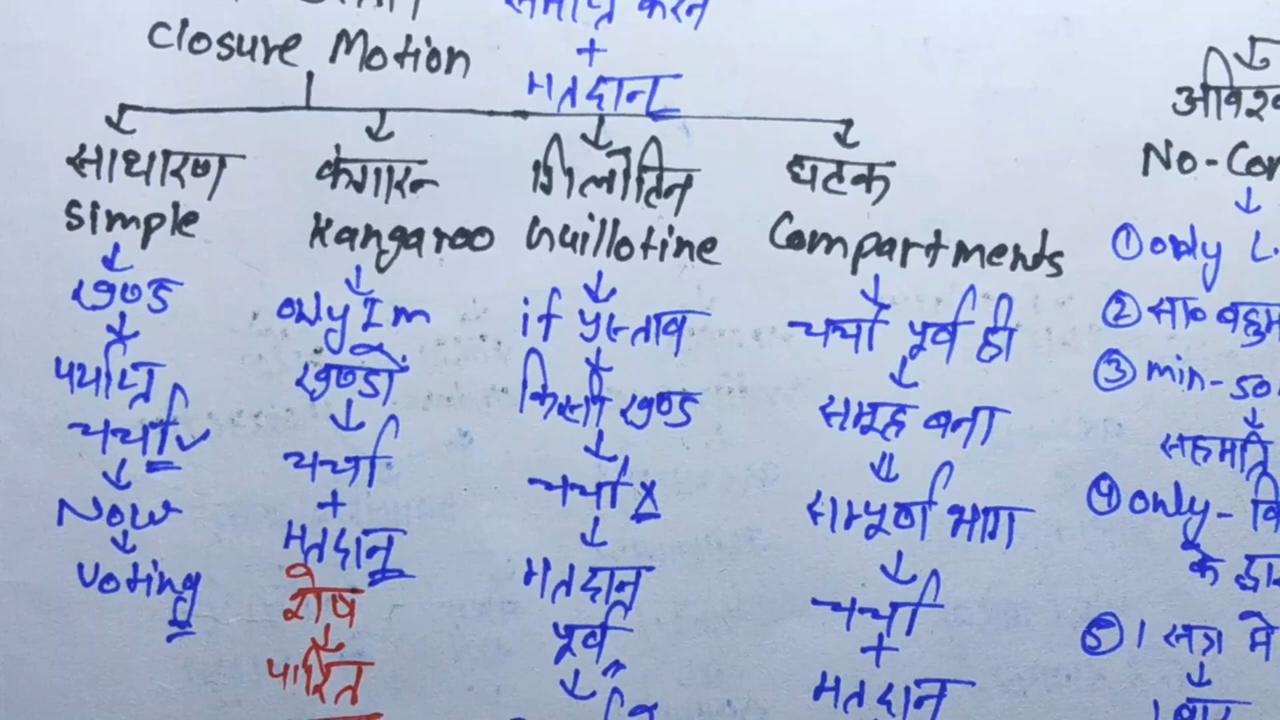 समाप्त करने
Closure Motion
+
मतदान
साधारण
Simple
खण्ड
पर्याप्त
चर्चा ✓
Now
Voting
कंगारू
Kangaroo
only Im
खण्डों
चर्चा
+
मतदान
शेष
पारित
गिलोटिन
Guillotine
if प्रस्ताव
किसी खण्ड
चर्चा X
मतदान
पूर्व
घटक
Compartments
चर्चा पूर्व ही
समूह बना
सम्पूर्ण भाग
चर्चा
+
मतदान
अविश्
No-Con
① only L.
② सा० बहुम
③ min-50
सहमति
④ only- वि
के द्वा
⑤ 1 सत्र मे